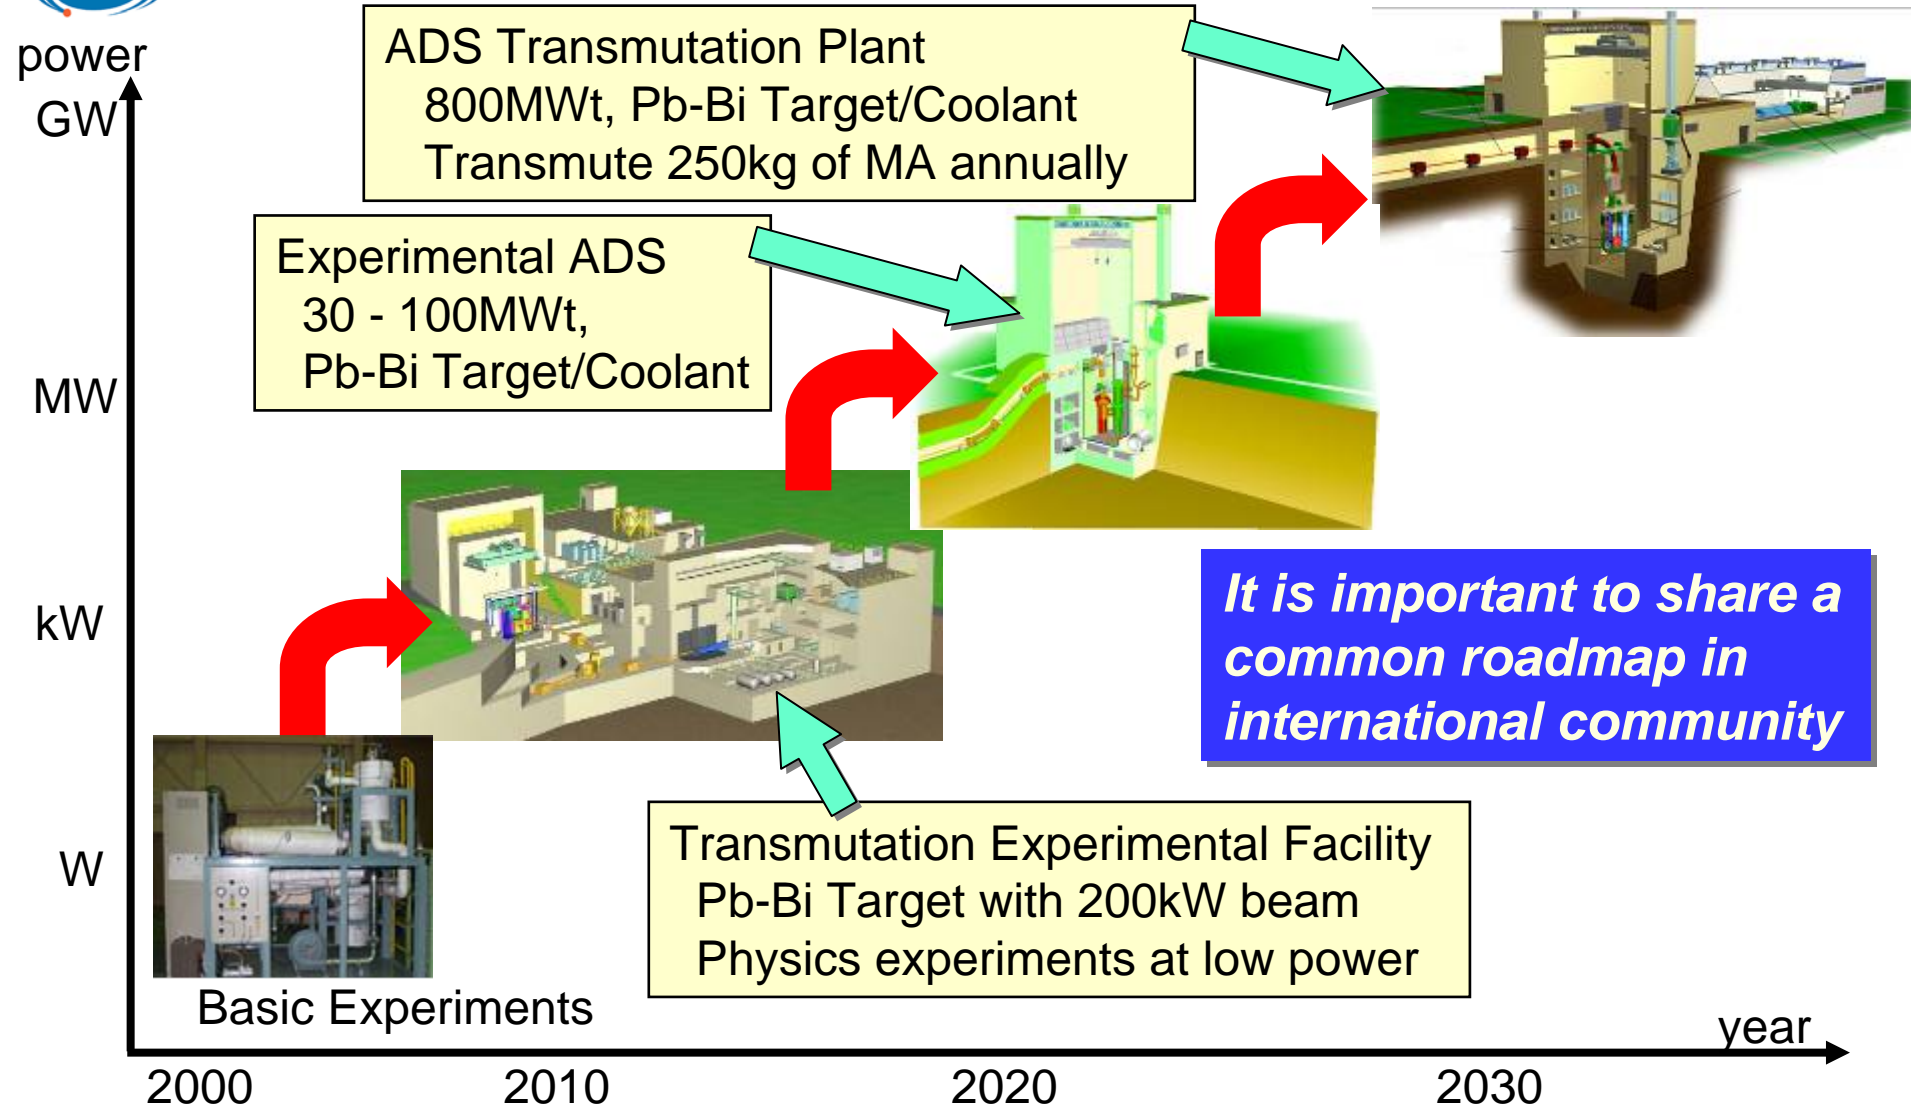 power
GW
MW
kW
W
ADS Transmutation Plant
800MWt, Pb-Bi Target/Coolant
Transmute 250kg of MA annually
Experimental ADS
30 - 100MWt,
Pb-Bi Target/Coolant
It is important to share a
common roadmap in
international community
Transmutation Experimental Facility
Pb-Bi Target with 200kW beam
Physics experiments at low power
Basic Experiments
year
2000
2010
2020
2030